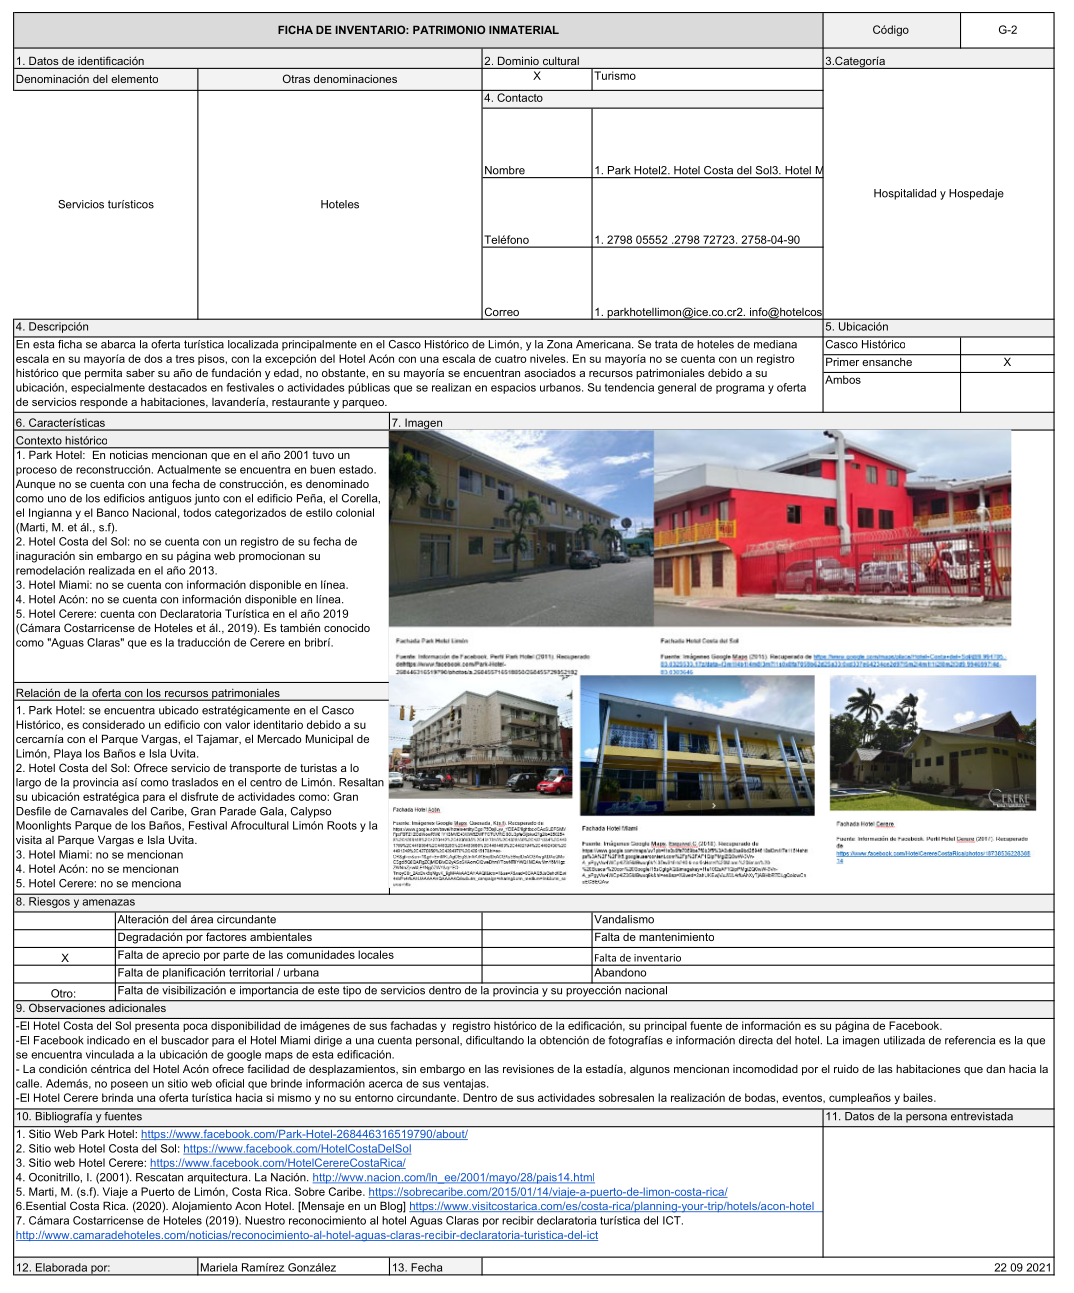 FICHA DE INVENTARIO: PATRIMONIO INMATERIAL
Código
G-2
1. Datos de identificación
2. Dominio cultural
3.Categoría
Denominación del elemento
Otras denominaciones
X
Turismo
4. Contacto
Servicios turísticos
Hoteles
Nombre
1. Park Hotel2. Hotel Costa del Sol3. Hotel M
Hospitalidad y Hospedaje
Teléfono
1. 2798 05552 .2798 72723. 2758-04-90
Correo
1. parkhotellimon@ice.co.cr2. info@hotelcos
4. Descripción
5. Ubicación
En esta ficha se abarca la oferta turística localizada principalmente en el Casco Histórico de Limón, y la Zona Americana. Se trata de hoteles de mediana
escala en su mayoría de dos a tres pisos, con la excepción del Hotel Acón con una escala de cuatro niveles. En su mayoría no se cuenta con un registro
histórico que permita saber su año de fundación y edad, no obstante, en su mayoría se encuentran asociados a recursos patrimoniales debido a su
ubicación, especialmente destacados en festivales o actividades públicas que se realizan en espacios urbanos. Su tendencia general de programa y oferta
de servicios responde a habitaciones, lavandería, restaurante y parqueo.
Casco Histórico
Primer ensanche
X
Ambos
6. Características
7. Imagen
Contexto histórico
1. Park Hotel:  En noticias mencionan que en el año 2001 tuvo un
proceso de reconstrucción. Actualmente se encuentra en buen estado.
Aunque no se cuenta con una fecha de construcción, es denominado
como uno de los edificios antiguos junto con el edificio Peña, el Corella,
el Ingianna y el Banco Nacional, todos categorizados de estilo colonial
(Marti, M. et ál., s.f).
2. Hotel Costa del Sol: no se cuenta con un registro de su fecha de
inaguración sin embargo en su página web promocionan su
remodelación realizada en el año 2013.
3. Hotel Miami: no se cuenta con información disponible en línea.
4. Hotel Acón: no se cuenta con información disponible en línea.
5. Hotel Cerere: cuenta con Declaratoria Turística en el año 2019
(Cámara Costarricense de Hoteles et ál., 2019). Es también conocido
como "Aguas Claras" que es la traducción de Cerere en bribrí.
Fachada Park Hotel Limón
Fuente: Información de Facebook. Perfil Park Hotel (2011). Recuperado
Fachada Hotel Costa del Sol
Fuente: Imágenes Google Maps (2015). Recuperado de
Relación de la oferta con los recursos patrimoniales
1. Park Hotel: se encuentra ubicado estratégicamente en el Casco
Histórico, es considerado un edificio con valor identitario debido a su
cercarnía con el Parque Vargas, el Tajamar, el Mercado Municipal de
Limón, Playa los Baños e Isla Uvita.
2. Hotel Costa del Sol: Ofrece servicio de transporte de turistas a lo
largo de la provincia así como traslados en el centro de Limón. Resaltan
su ubicación estratégica para el disfrute de actividades como: Gran
Desfile de Carnavales del Caribe, Gran Parade Gala, Calypso
Moonlights Parque de los Baños, Festival Afrocultural Limón Roots y la
visita al Parque Vargas e Isla Uvita.
3. Hotel Miami: no se mencionan
4. Hotel Acón: no se mencionan
5. Hotel Cerere: no se menciona
CERERE
Fachada Hotel Acón
Fachada Hotel Miami
Fachada Hotel Cerere
Fuente: Información de Facebook. Perfil Hotel Cerere (2017). Recuperado
de
8. Riesgos y amenazas
Alteración del área circundante
Vandalismo
Degradación por factores ambientales
Falta de mantenimiento
X
Falta de aprecio por parte de las comunidades locales
Falta de inventario
Falta de planificación territorial / urbana
Abandono
Otro:
Falta de visibilización e importancia de este tipo de servicios dentro de la provincia y su proyección nacional
9. Observaciones adicionales
-El Hotel Costa del Sol presenta poca disponibilidad de imágenes de sus fachadas y  registro histórico de la edificación, su principal fuente de información es su página de Facebook.
-El Facebook indicado en el buscador para el Hotel Miami dirige a una cuenta personal, dificultando la obtención de fotografías e información directa del hotel. La imagen utilizada de referencia es la que
se encuentra vinculada a la ubicación de google maps de esta edificación.
- La condición céntrica del Hotel Acón ofrece facilidad de desplazamientos, sin embargo en las revisiones de la estadía, algunos mencionan incomodidad por el ruido de las habitaciones que dan hacia la
calle. Además, no poseen un sitio web oficial que brinde información acerca de sus ventajas.
-El Hotel Cerere brinda una oferta turística hacia si mismo y no su entorno circundante. Dentro de sus actividades sobresalen la realización de bodas, eventos, cumpleaños y bailes.
10. Bibliografía y fuentes
11. Datos de la persona entrevistada
1. Sitio Web Park Hotel: https://www.facebook.com/Park-Hotel-268446316519790/about/
2. Sitio web Hotel Costa del Sol: https://www.facebook.com/HotelCostaDelSol
3. Sitio web Hotel Cerere: https://www.facebook.com/HotelCerereCostaRica/
4. Oconitrillo, I. (2001). Rescatan arquitectura. La Nación. http://wvw.nacion.com/ln_ee/2001/mayo/28/pais14.html
5. Marti, M. (s.f). Viaje a Puerto de Limón, Costa Rica. Sobre Caribe. https://sobrecaribe.com/2015/01/14/viaje-a-puerto-de-limon-costa-rica/
6.Esential Costa Rica. (2020). Alojamiento Acon Hotel. [Mensaje en un Blog] https://www.visitcostarica.com/es/costa-rica/planning-your-trip/hotels/acon-hotel
7. Cámara Costarricense de Hoteles (2019). Nuestro reconocimiento al hotel Aguas Claras por recibir declaratoria turística del ICT.
http://www.camaradehoteles.com/noticias/reconocimiento-al-hotel-aguas-claras-recibir-declaratoria-turistica-del-ict
12. Elaborada por:
Mariela Ramírez González
13. Fecha
22 09 2021